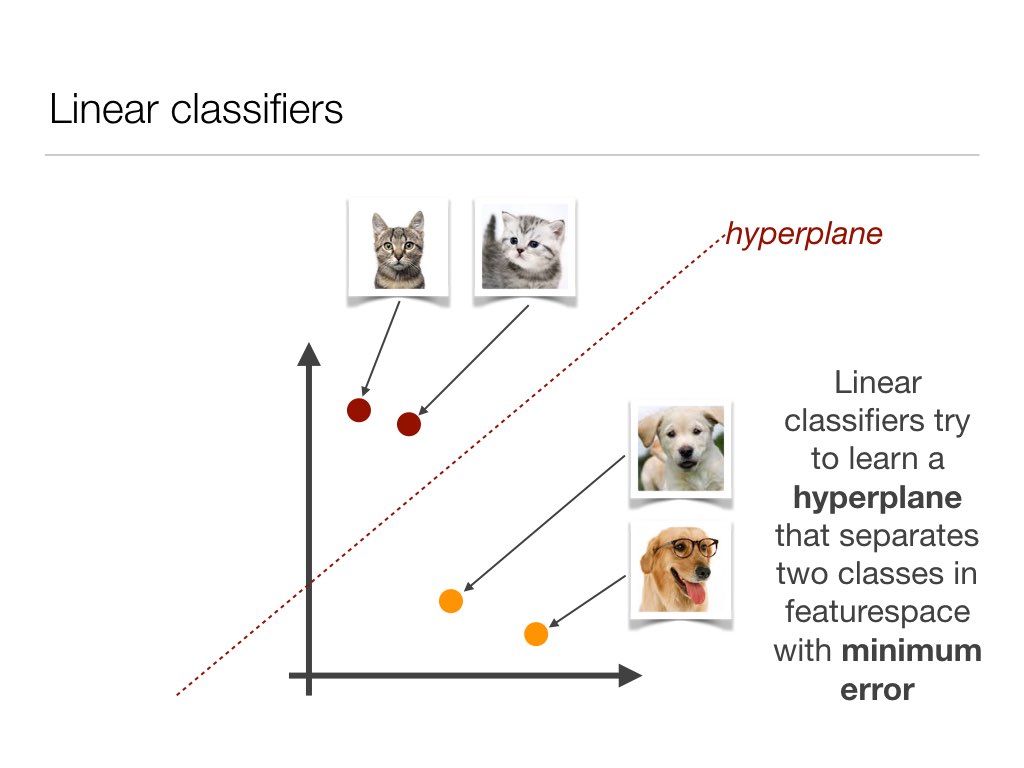 Linear classifiers
hyperplane
Linear
classifiers try
to learn a
hyperplane
that separates
two classes in
featurespace
with minimum
error